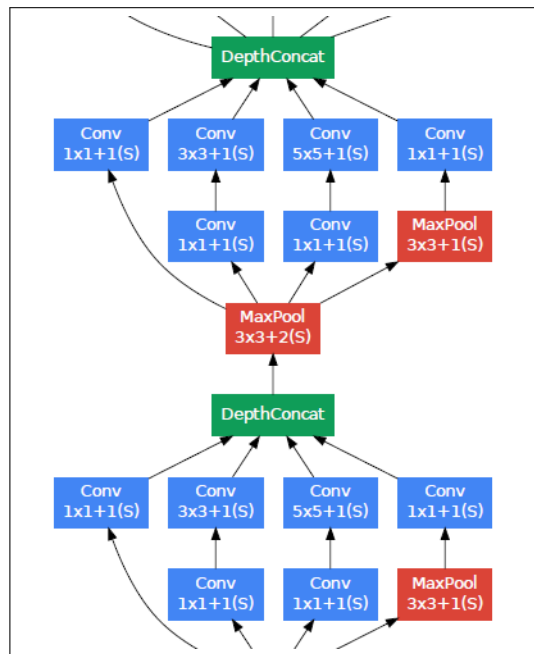 DepthConcat
Conv
1x1+1(S)
Conv
3x3+1(S)
Conv
5x5+1(S)
Conv
1x1+1(S)
Conv
1x1+1(S)
Conv
1x1+1(S)
MaxPool
3x3+1(S)
MaxPool
3x3+2(S)
DepthConcat
Conv
1x1+1(S)
Conv
3x3+1(S)
Conv
5x5+1(S)
Conv
1x1+1(S)
Conv
1x1+1(S)
Conv
1x1+1(S)
MaxPool
3x3+1(S)